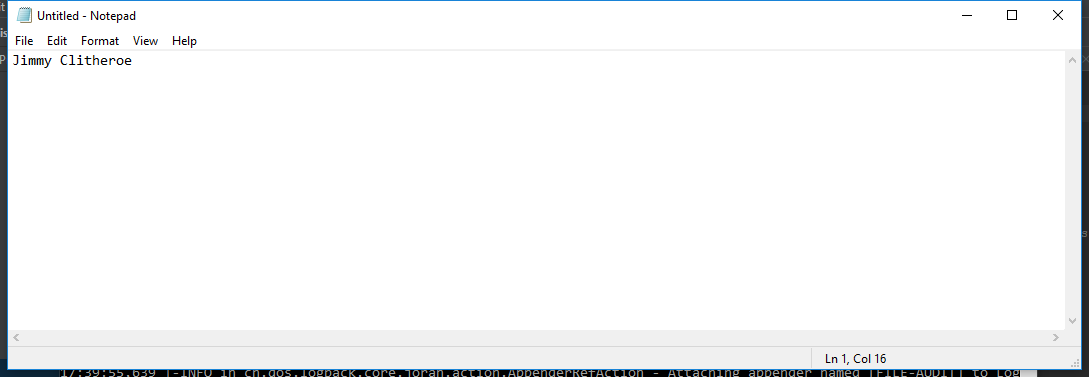 Untitled - Notepad
File Edit Format View Help
Jimmy Clitheroe
Ln 1, Col 16
17:39:55.639 |-INFO in ch.qos.logback.core.joran.action.AppenderRefAction - Attaching appender named [FILE-AUDIT] to Log